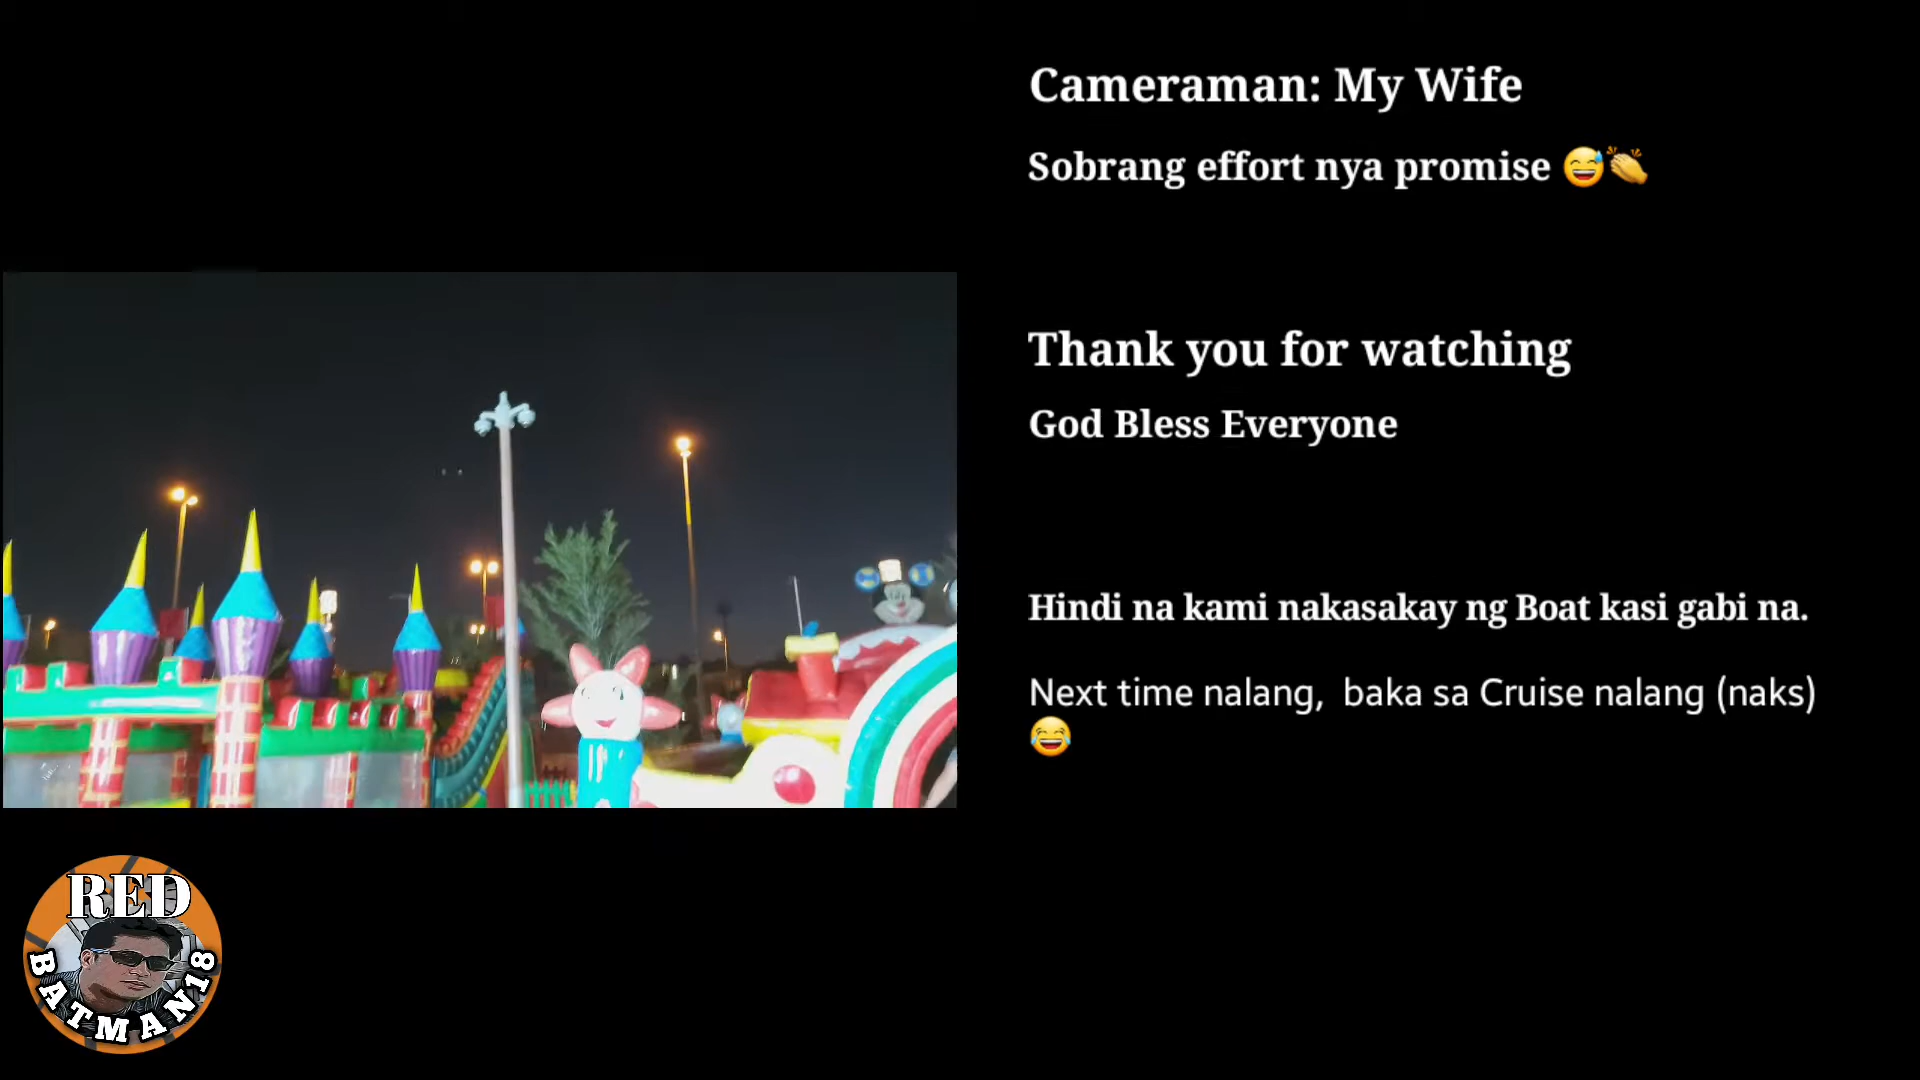 Cameraman: My Wife
Sobrang effort nya promise 😅👏
Thank you for watching
God Bless Everyone
Hindi na kami nakasakay ng Boat kasi gabi na.
Next time nalang,  baka sa Cruise nalang (naks)
😂
RED
BATMAN18